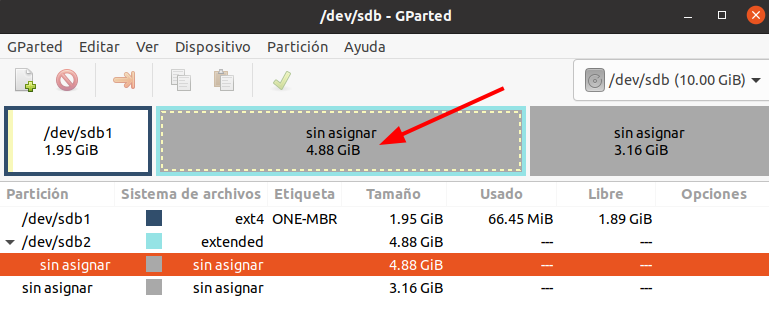 /dev/sdb - GParted
GParted Editar Ver Dispositivo Partición Ayuda
/dev/sdb (10.00 GiB)
/dev/sdb1
1.95 GiB
sin asignar
4.88 GiB
sin asignar
3.16 GiB
Partición Sistema de archivos Etiqueta Tamaño Usado Libre Opciones
/dev/sdb1 ext4 ONE-MBR 1.95 GiB 66.45 MiB 1.89 GiB
/dev/sdb2 extended 4.88 GiB --- ---
sin asignar sin asignar 4.88 GiB --- ---
sin asignar sin asignar 3.16 GiB --- ---